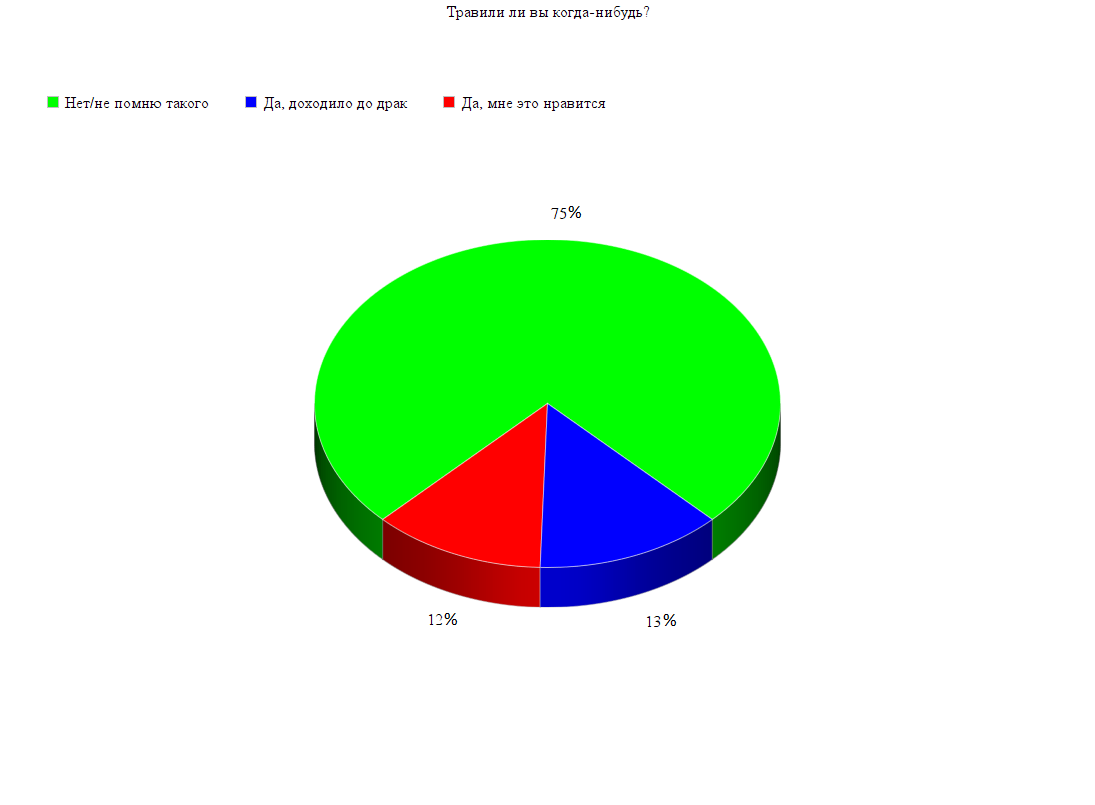 Травили ли вы когда-нибудь?
Нет/не помню такого Да, доходило до драк Да, мне это нравится
75%
12% 13%